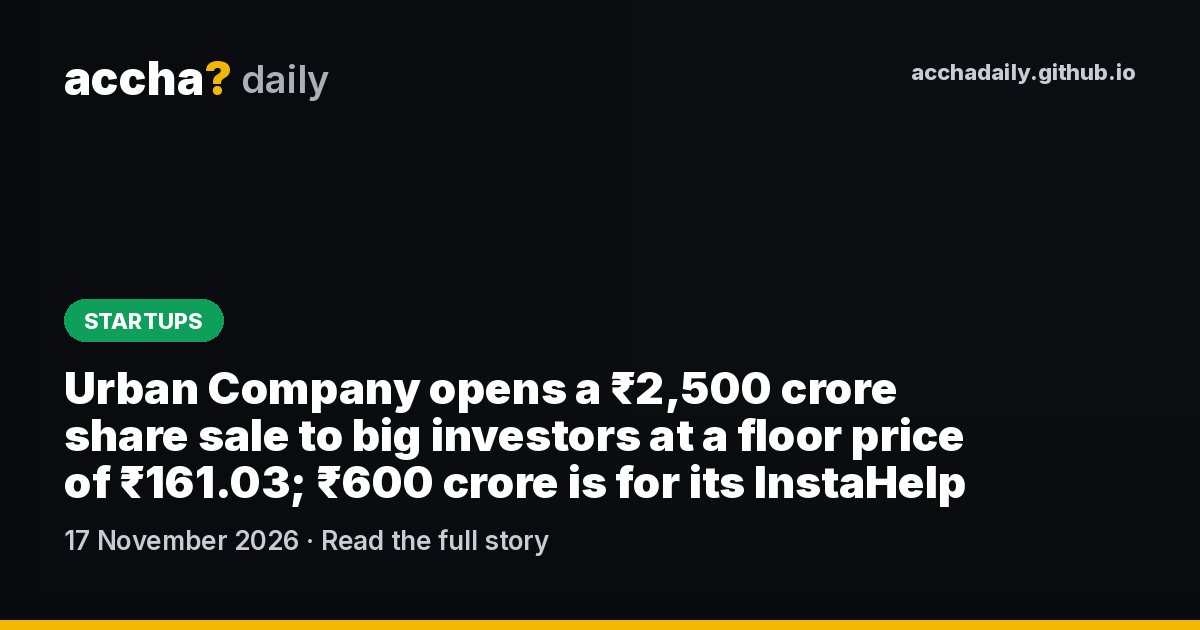 accha? daily
acchadaily.github.io
STARTUPS
Urban Company opens a ₹2,500 crore
share sale to big investors at a floor price
of ₹161.03; ₹600 crore is for its InstaHelp
17 November 2026 · Read the full story